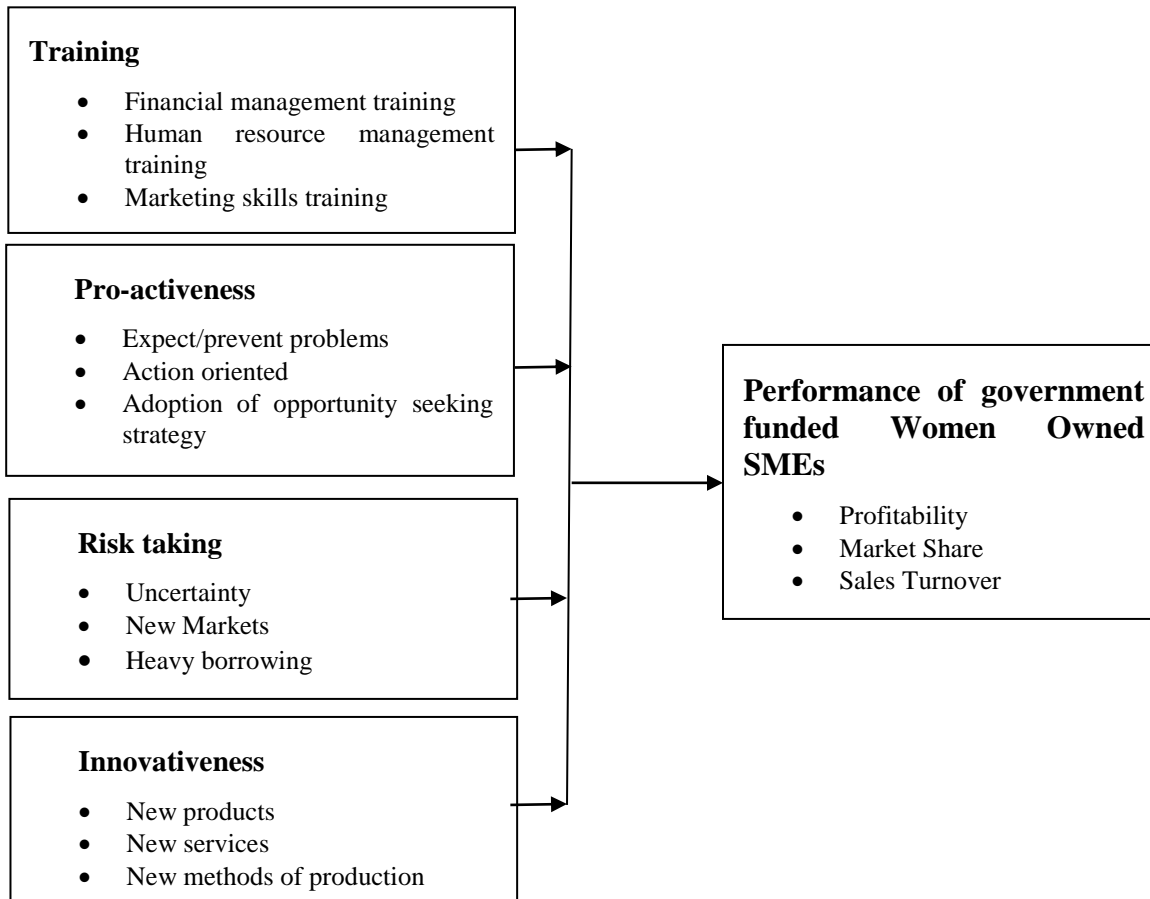 Training
• Financial management training
• Human resource management
training
• Marketing skills training
Pro-activeness
• Expect/prevent problems
• Action oriented
• Adoption of opportunity seeking
strategy
Risk taking
• Uncertainty
• New Markets
• Heavy borrowing
Innovativeness
• New products
• New services
• New methods of production
Performance of government
funded Women Owned
SMEs
• Profitability
• Market Share
• Sales Turnover